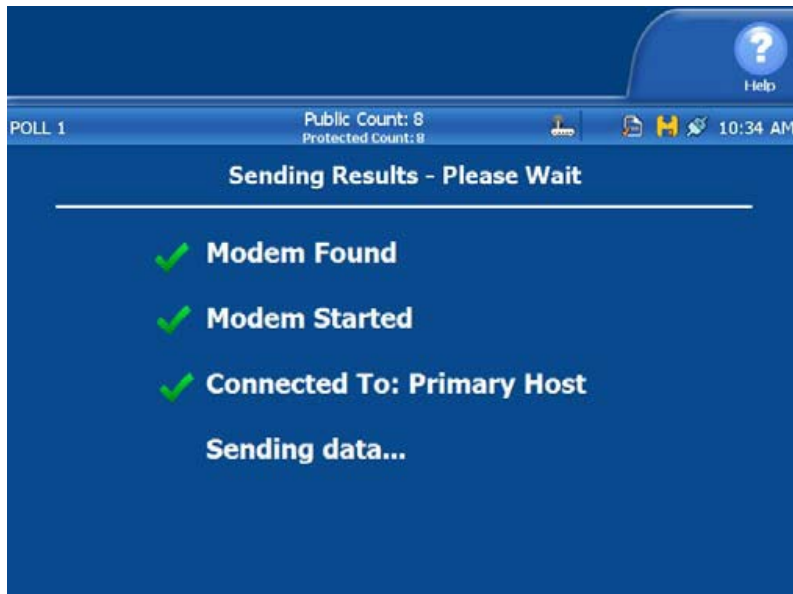 ?
Help
POLL 1
Public Count: 8
Protected Count: 8
10:34 AM
Sending Results - Please Wait
Modem Found
Modem Started
Connected To: Primary Host
Sending data...